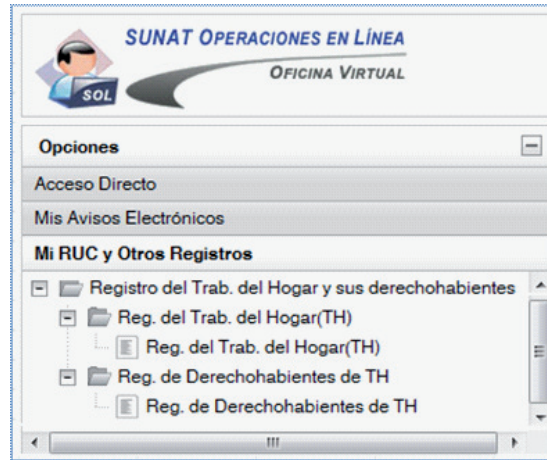 SUNAT OPERACIONES EN LÍNEA
OFICINA VIRTUAL
SOL
Opciones
Acceso Directo
Mis Avisos Electrónicos
Mi RUC y Otros Registros
Registro del Trab. del Hogar y sus derechohabientes
Reg. del Trab. del Hogar(TH)
Reg. del Trab. del Hogar(TH)
Reg. de Derechohabientes de TH
Reg. de Derechohabientes de TH